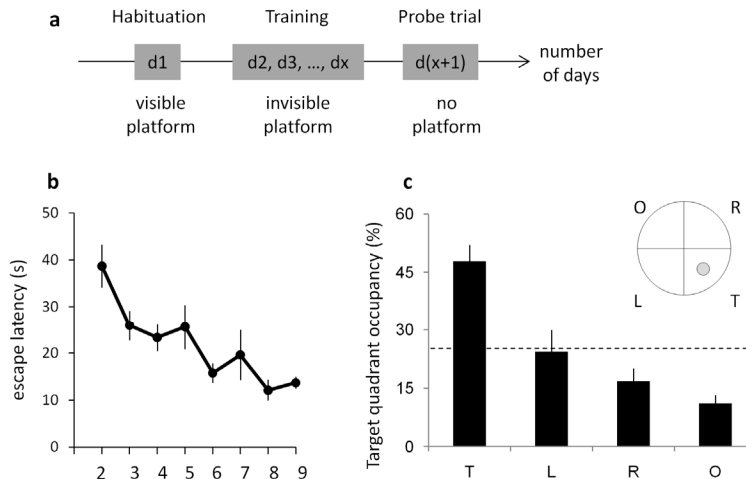 a
Habituation Training Probe trial
d1 d2, d3, ..., dx d(x+1)
number
of days
visible
platform
invisible
platform
no
platform
b
escape latency (s)
50
40
30
20
10
0
2 3 4 5 6 7 8 9
c
Target quadrant occupancy (%)
60
45
30
15
0
T L R O
O R
L T